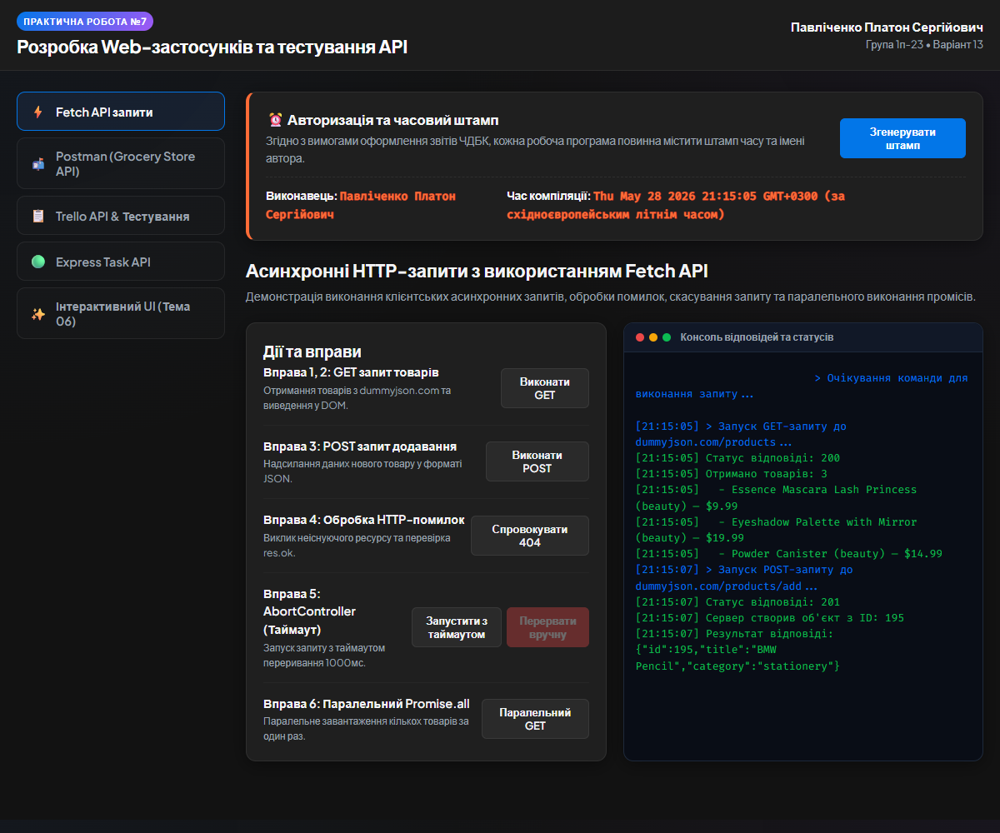 ПРАКТИЧНА РОБОТА №7
Розробка Web-застосунків та тестування API
Павліченко Платон Сергійович
Група 1п-23 • Варіант 13
Fetch API запити
Postman (Grocery Store
API)
Trello API & Тестування
Express Task API
Інтерактивний UI (Тема
06)
Авторизація та часовий штамп
Згідно з вимогами оформлення звітів ЧДБК, кожна робоча програма повинна містити штамп часу та імені
автора.
Згенерувати
штамп
Виконавець: Павліченко Платон
Сергійович
Час компіляції: Thu May 28 2026 21:15:05 GMT+0300 (за
східноєвропейським літнім часом)
Асинхронні HTTP-запити з використанням Fetch API
Демонстрація виконання клієнтських асинхронних запитів, обробки помилок, скасування запиту та паралельного виконання промісів.
Дії та вправи
Вправа 1, 2: GET запит товарів
Отримання товарів з dummyjson.com та
виведення у DOM.
Виконати
GET
Вправа 3: POST запит додавання
Надсилання даних нового товару у форматі
JSON.
Виконати
POST
Вправа 4: Обробка HTTP-помилок
Виклик неіснуючого ресурсу та перевірка
res.ok.
Спровокувати
404
Вправа 5:
AbortController
(Таймаут)
Запуск запиту з таймаутом
переривання 1000мс.
Запустити з
таймаутом
Перервати
вручну
Вправа 6: Паралельний Promise.all
Паралельне завантаження кількох товарів за
один раз.
Паралельний
GET
Консоль відповідей та статусів
> Очікування команди для
виконання запиту...
[21:15:05] > Запуск GET-запиту до
dummyjson.com/products...
[21:15:05] Статус відповіді: 200
[21:15:05] Отримано товарів: 3
[21:15:05]   - Essence Mascara Lash Princess
(beauty) — $9.99
[21:15:05]   - Eyeshadow Palette with Mirror
(beauty) — $19.99
[21:15:05]   - Powder Canister (beauty) — $14.99
[21:15:07] > Запуск POST-запиту до
dummyjson.com/products/add...
[21:15:07] Статус відповіді: 201
[21:15:07] Сервер створив об'єкт з ID: 195
[21:15:07] Результат відповіді:
{"id":195,"title":"BMW
Pencil","category":"stationery"}